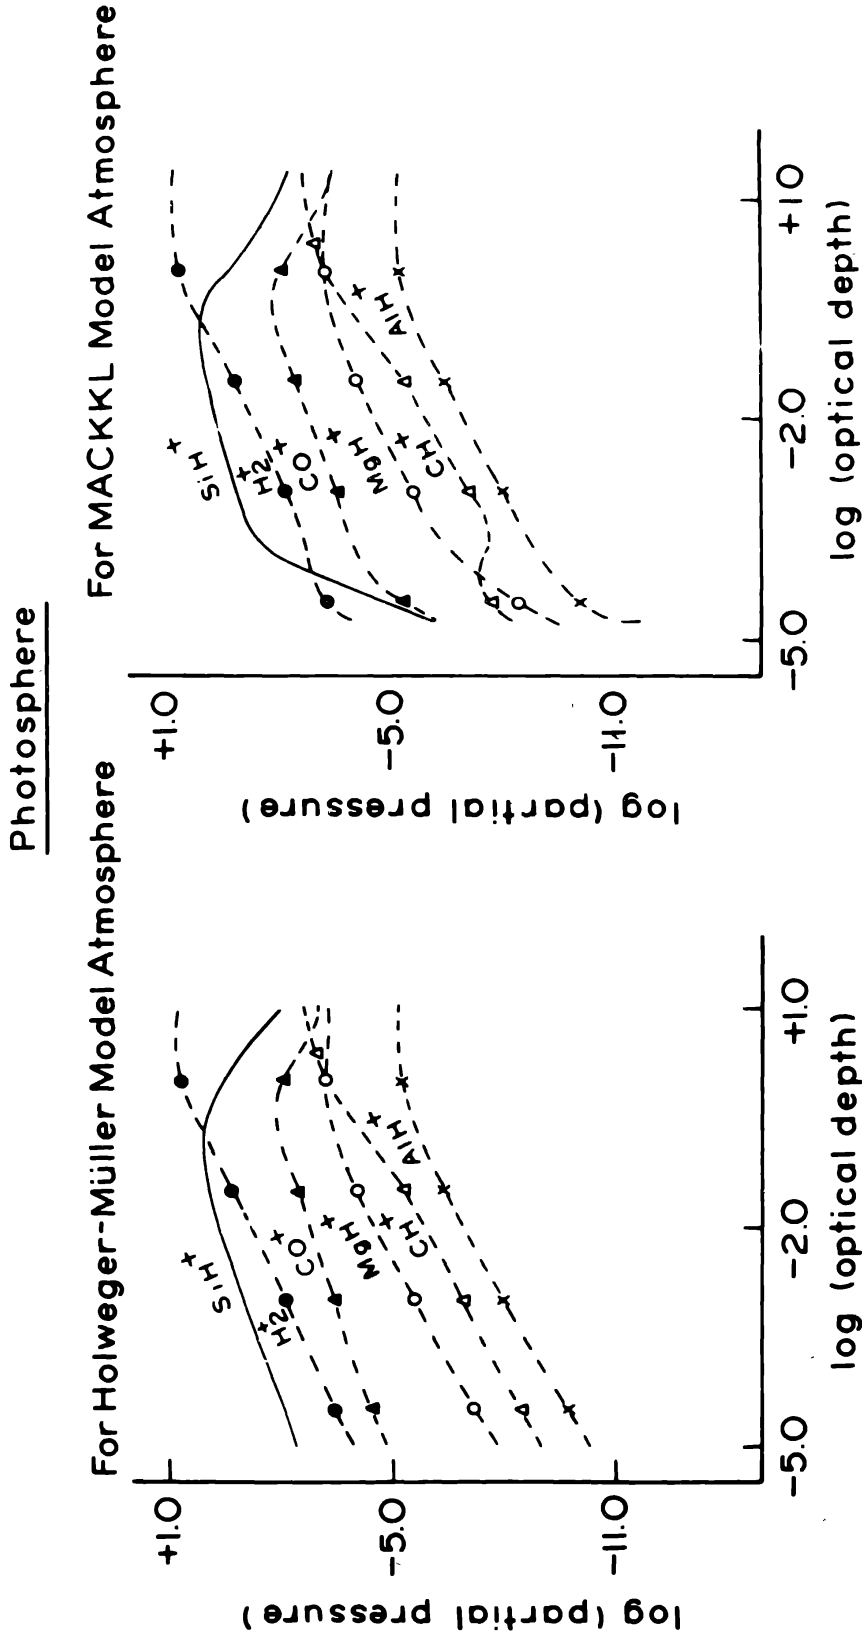 Photosphere
For Holweger-Müller Model Atmosphere
+1.0
-5.0
-11.0
log (partial pressure)
SiH+
H2+
CO+
MgH+
CH+
AlH+
-5.0
-2.0
+1.0
log (optical depth)
For MACKKL Model Atmosphere
+1.0
-5.0
-11.0
log (partial pressure)
SiH+
H2+
CO+
MgH+
CH+
AlH+
-5.0
-2.0
+10
log (optical depth)